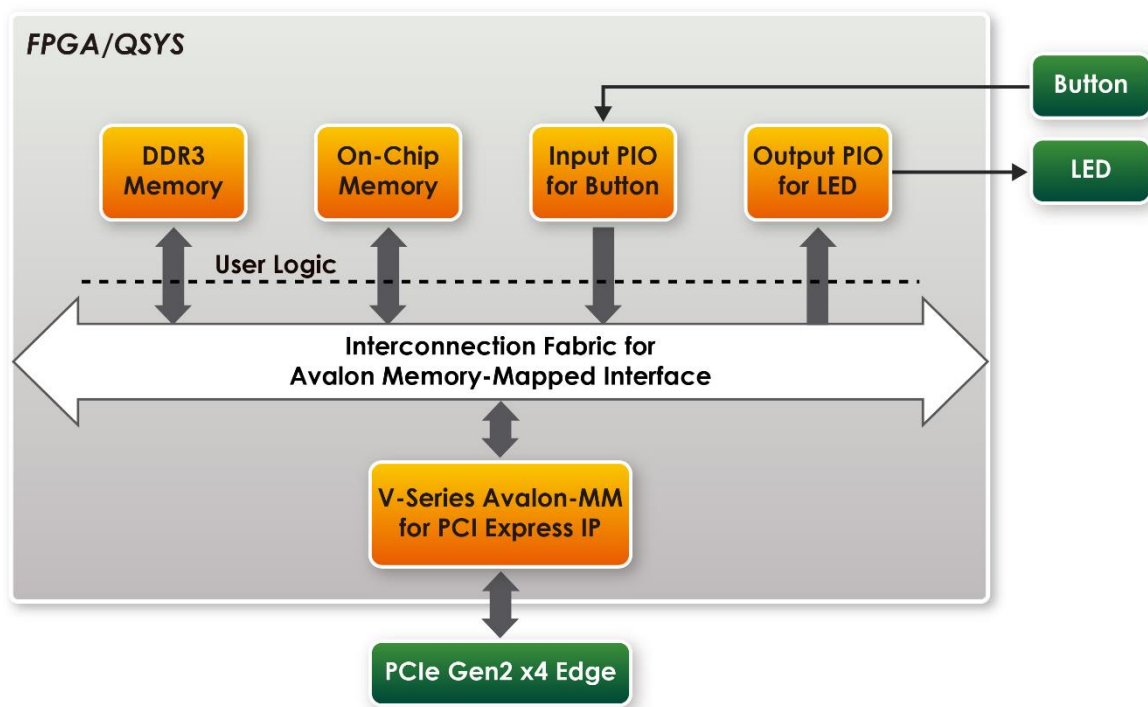 FPGA/QSYS
Button
LED
DDR3
Memory
On-Chip
Memory
Input PIO
for Button
Output PIO
for LED
User Logic
Interconnection Fabric for
Avalon Memory-Mapped Interface
V-Series Avalon-MM
for PCI Express IP
PCIe Gen2 x4 Edge